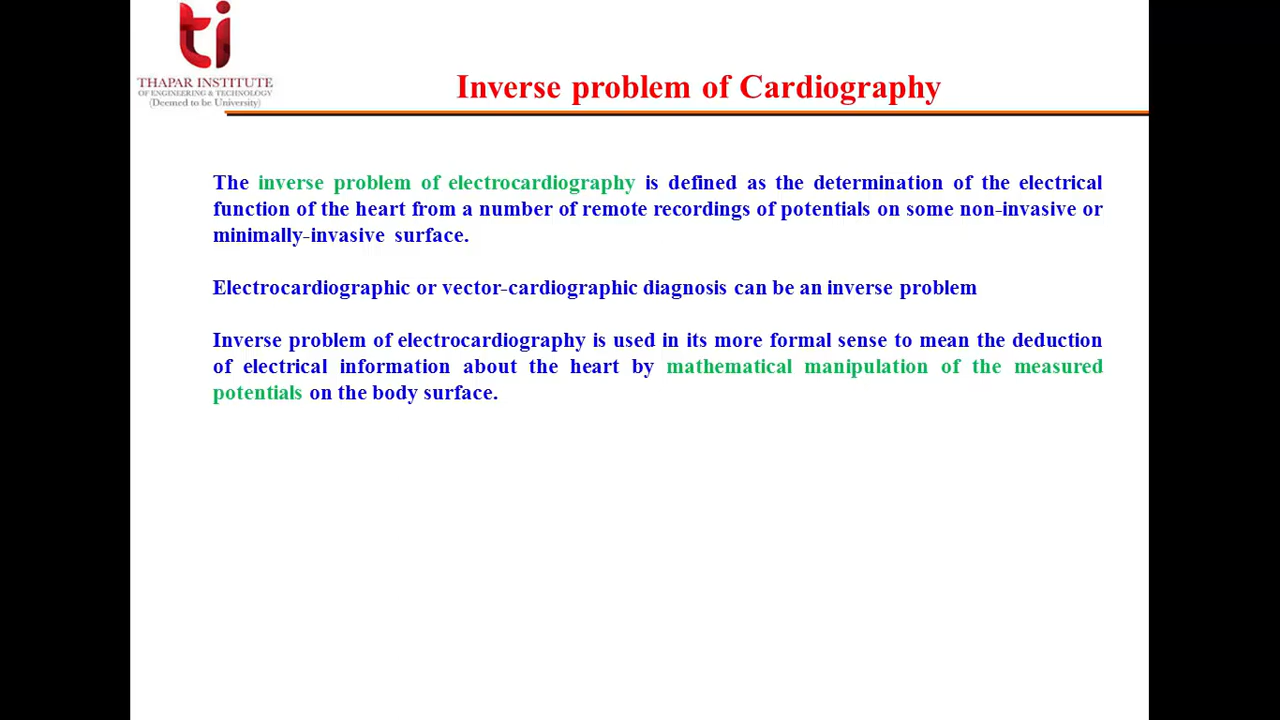 ti
THAPAR INSTITUTE
OF ENGINEERING & TECHNOLOGY
(Deemed to be University)
Inverse problem of Cardiography
The inverse problem of electrocardiography is defined as the determination of the electrical
function of the heart from a number of remote recordings of potentials on some non-invasive or
minimally-invasive surface.
Electrocardiographic or vector-cardiographic diagnosis can be an inverse problem
Inverse problem of electrocardiography is used in its more formal sense to mean the deduction
of electrical information about the heart by mathematical manipulation of the measured
potentials on the body surface.